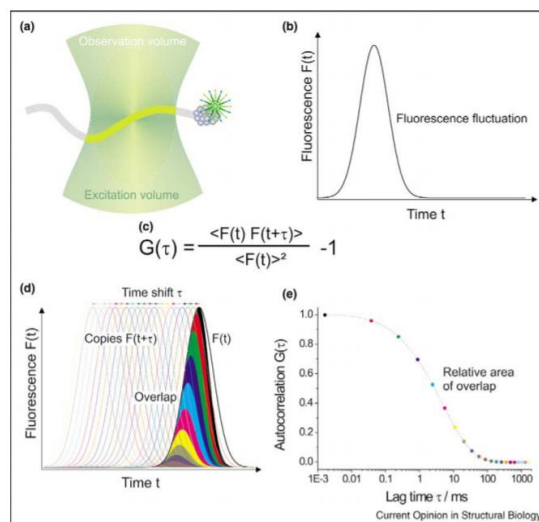 (a)
Observation volume
Excitation volume
(b)
Fluorescence F(t)
Fluorescence fluctuation
Time t
(c)
G(τ) = <F(t) F(t+τ)> / <F(t)>² -1
(d)
Time shift τ
Copies F(t+τ)
F(t)
Overlap
Fluorescence F(t)
Time t
(e)
Autocorrelation G(τ)
1.0
0.8
0.6
0.4
0.2
0.0
Relative area
of overlap
1E-3 0.1 1 10 100 1000
Lag time τ / ms
Current Opinion in Structural Biology